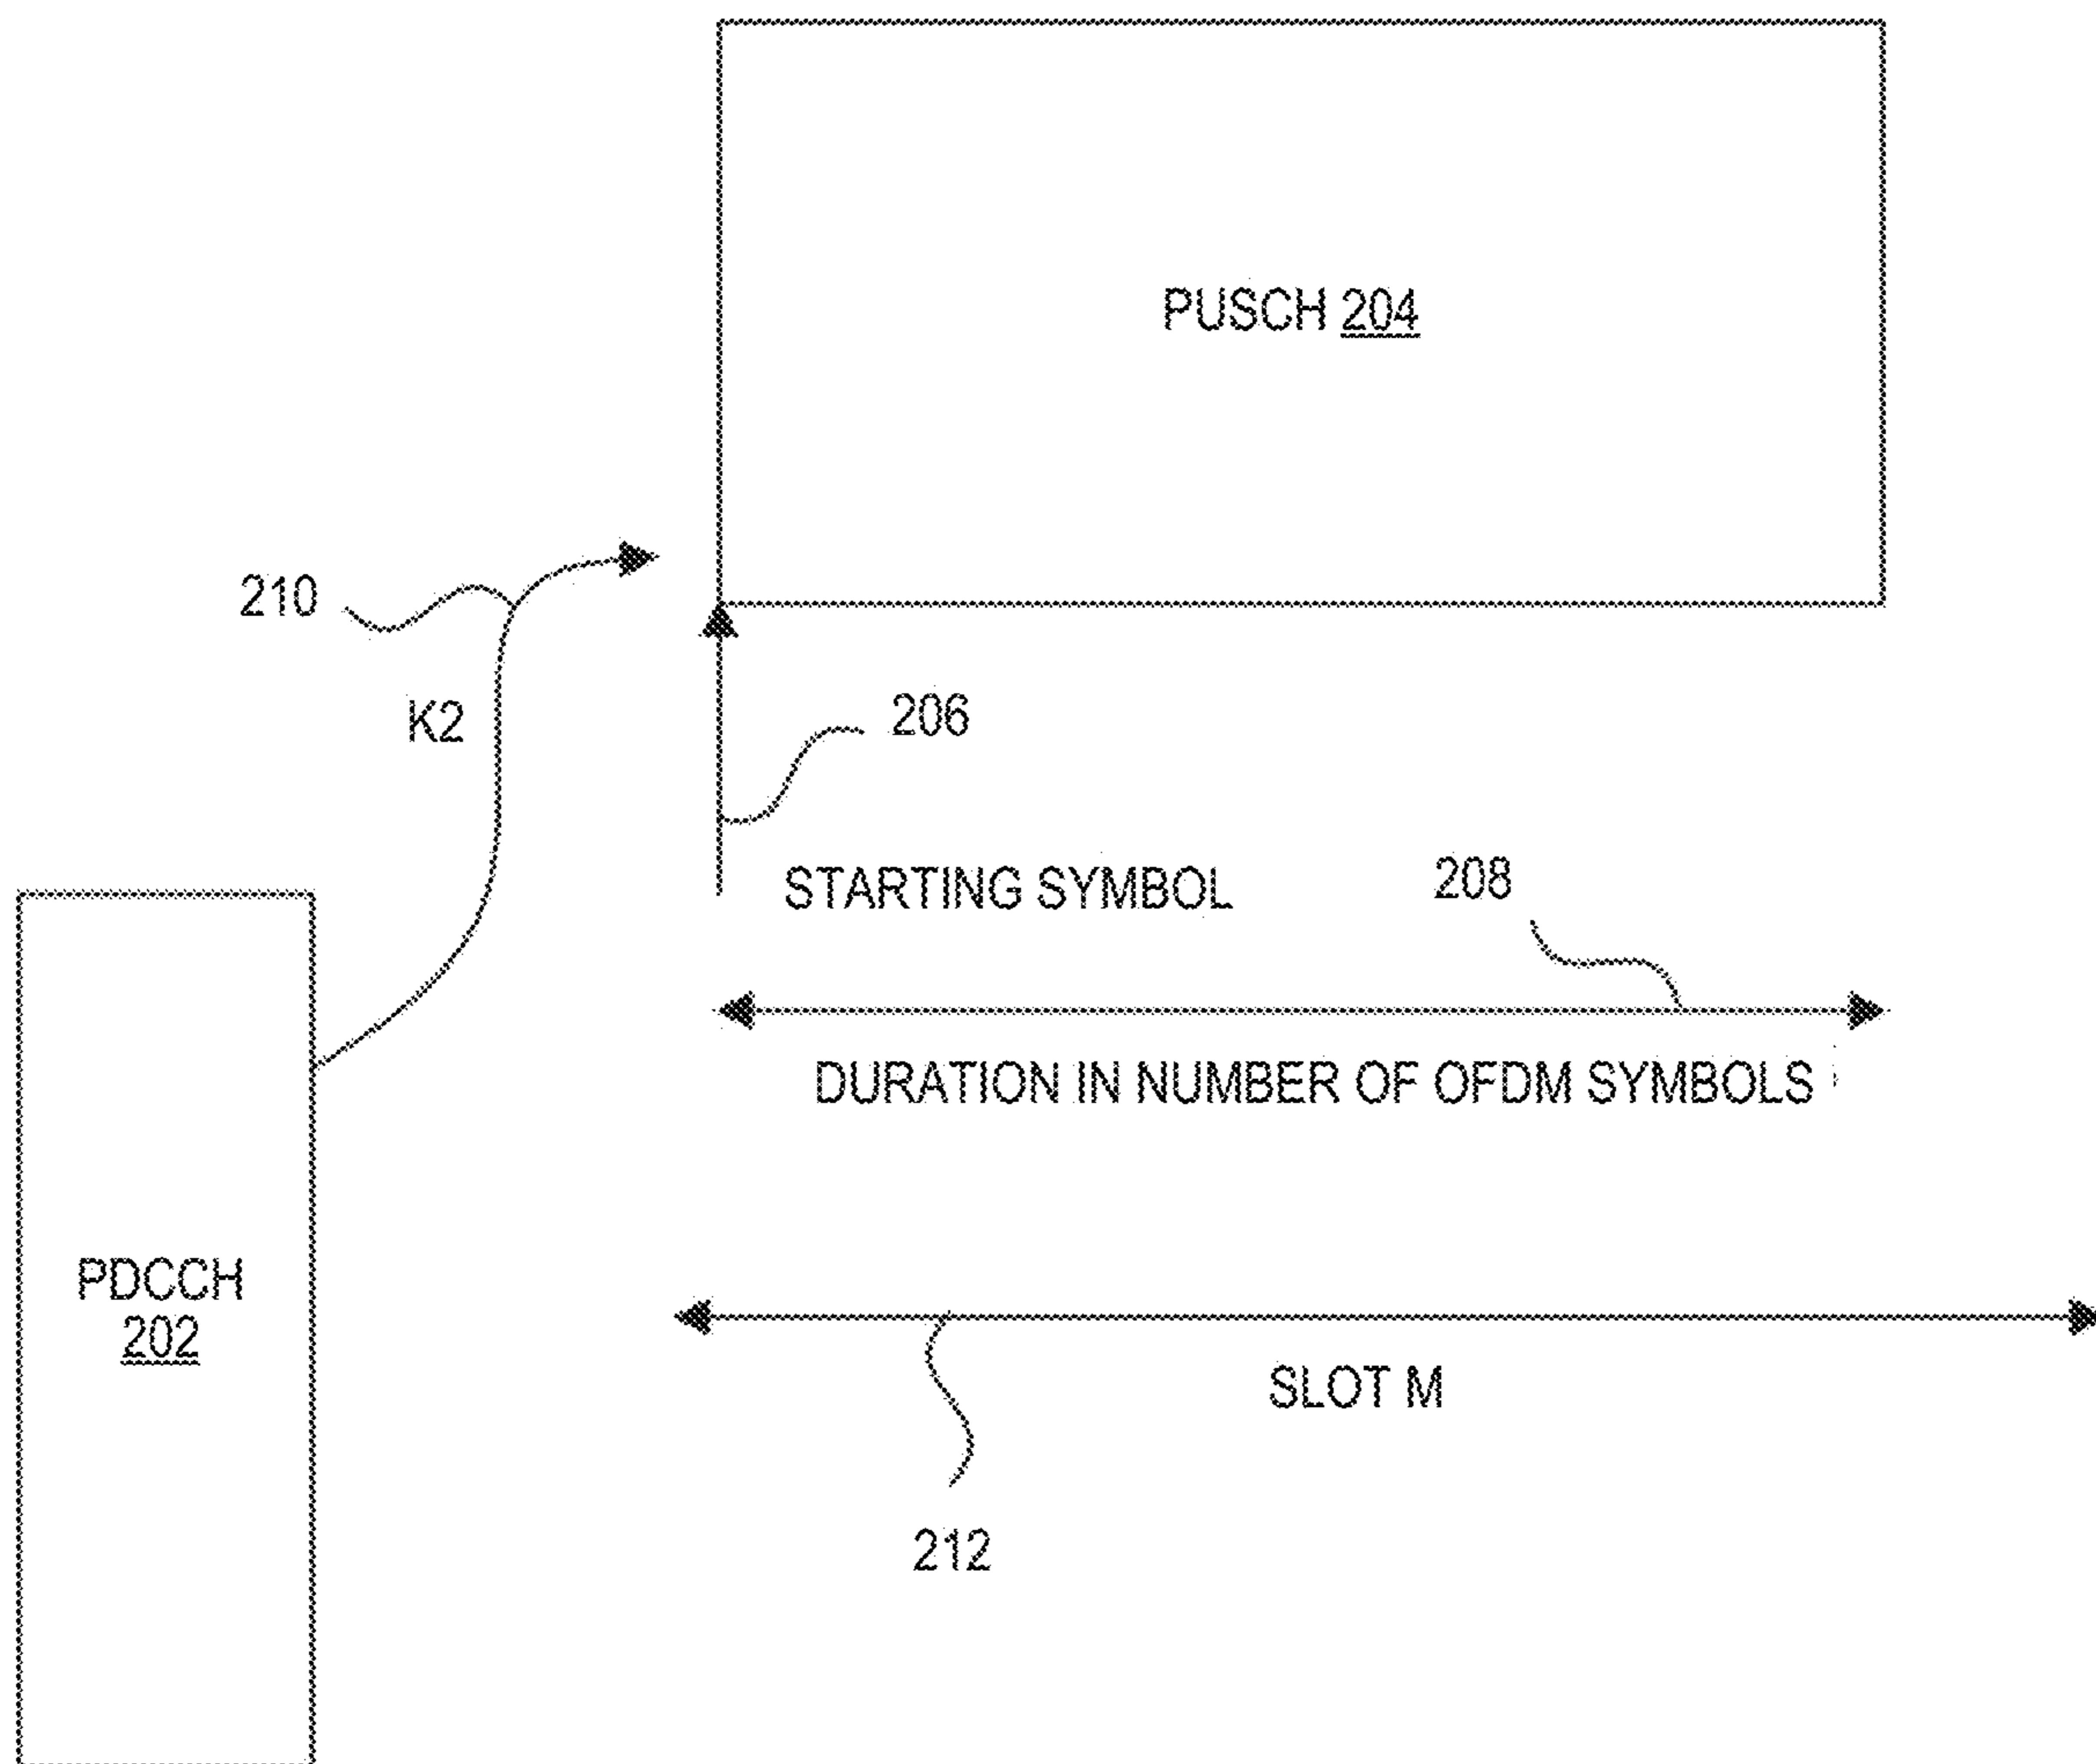 PUSCH 204
210
K2
206
STARTING SYMBOL
208
DURATION IN NUMBER OF OFDM SYMBOLS
PDCCH
202
SLOT M
212